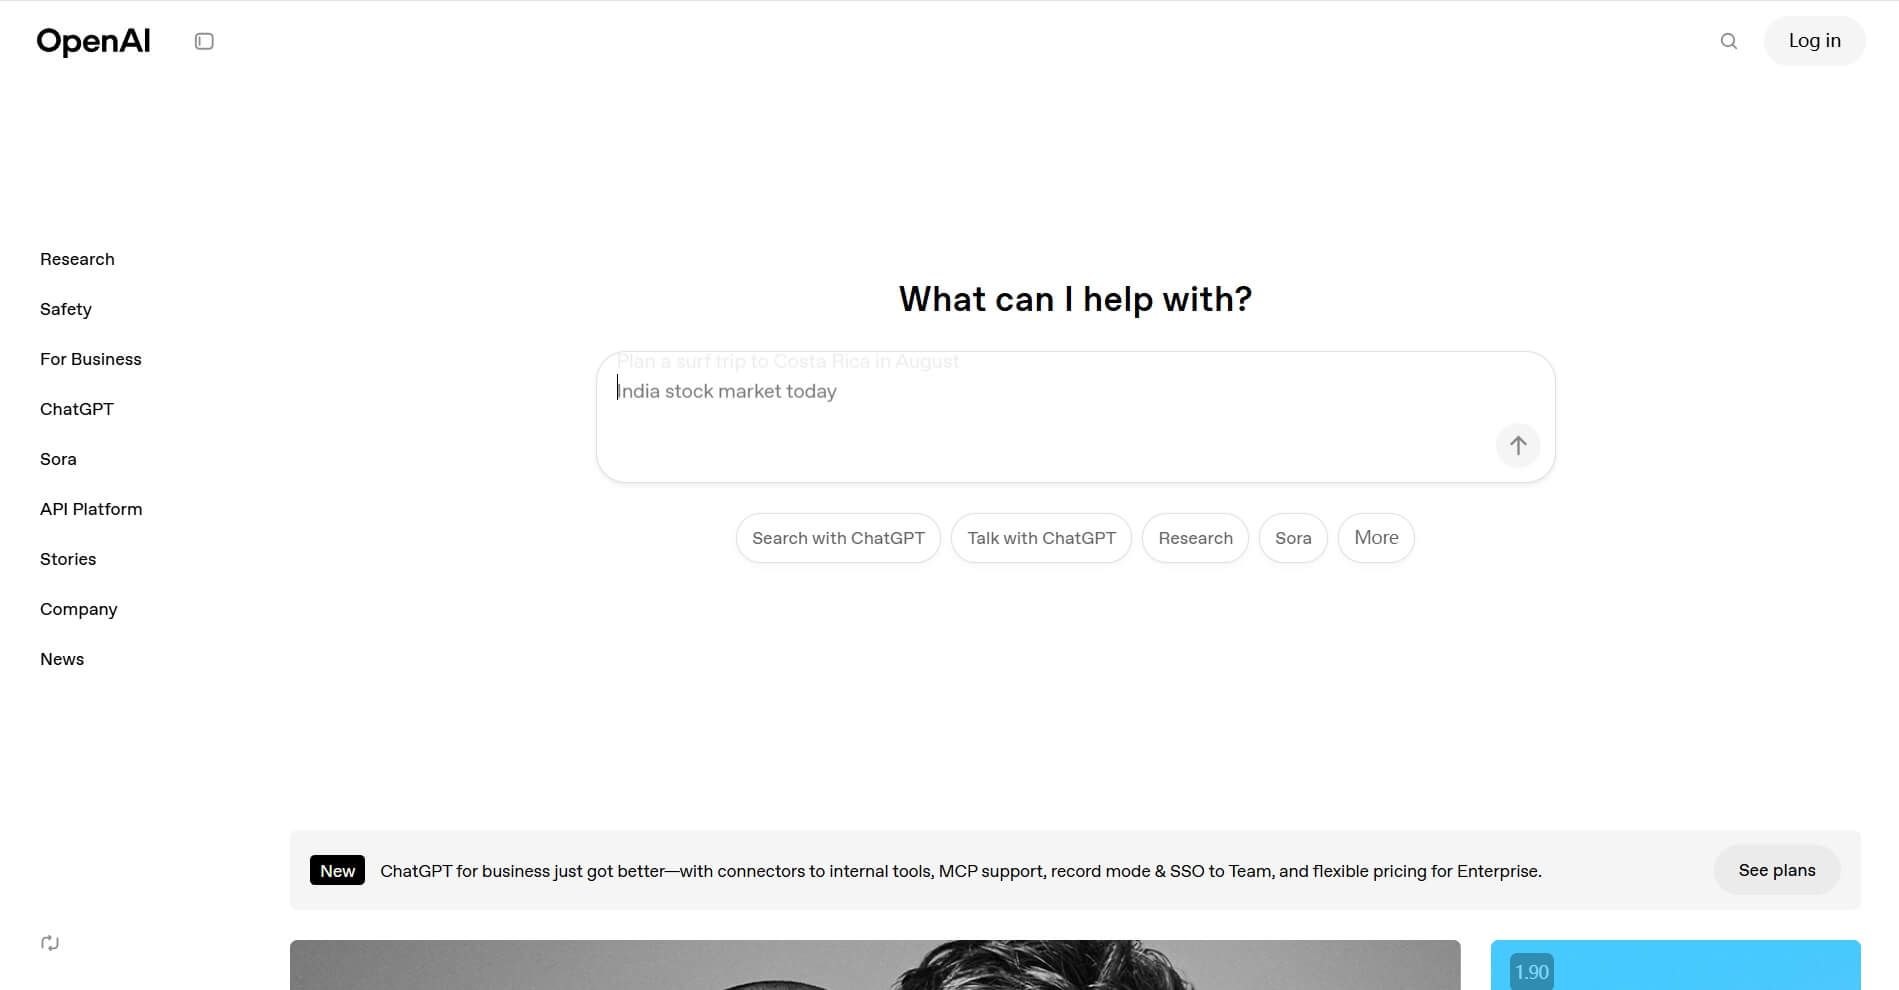 OpenAI
Log in
Research
Safety
For Business
ChatGPT
Sora
API Platform
Stories
Company
News
What can I help with?
Plan a surf trip to Costa Rica in August
India stock market today
Search with ChatGPT
Talk with ChatGPT
Research
Sora
More
New
ChatGPT for business just got better—with connectors to internal tools, MCP support, record mode & SSO to Team, and flexible pricing for Enterprise.
See plans
1.90